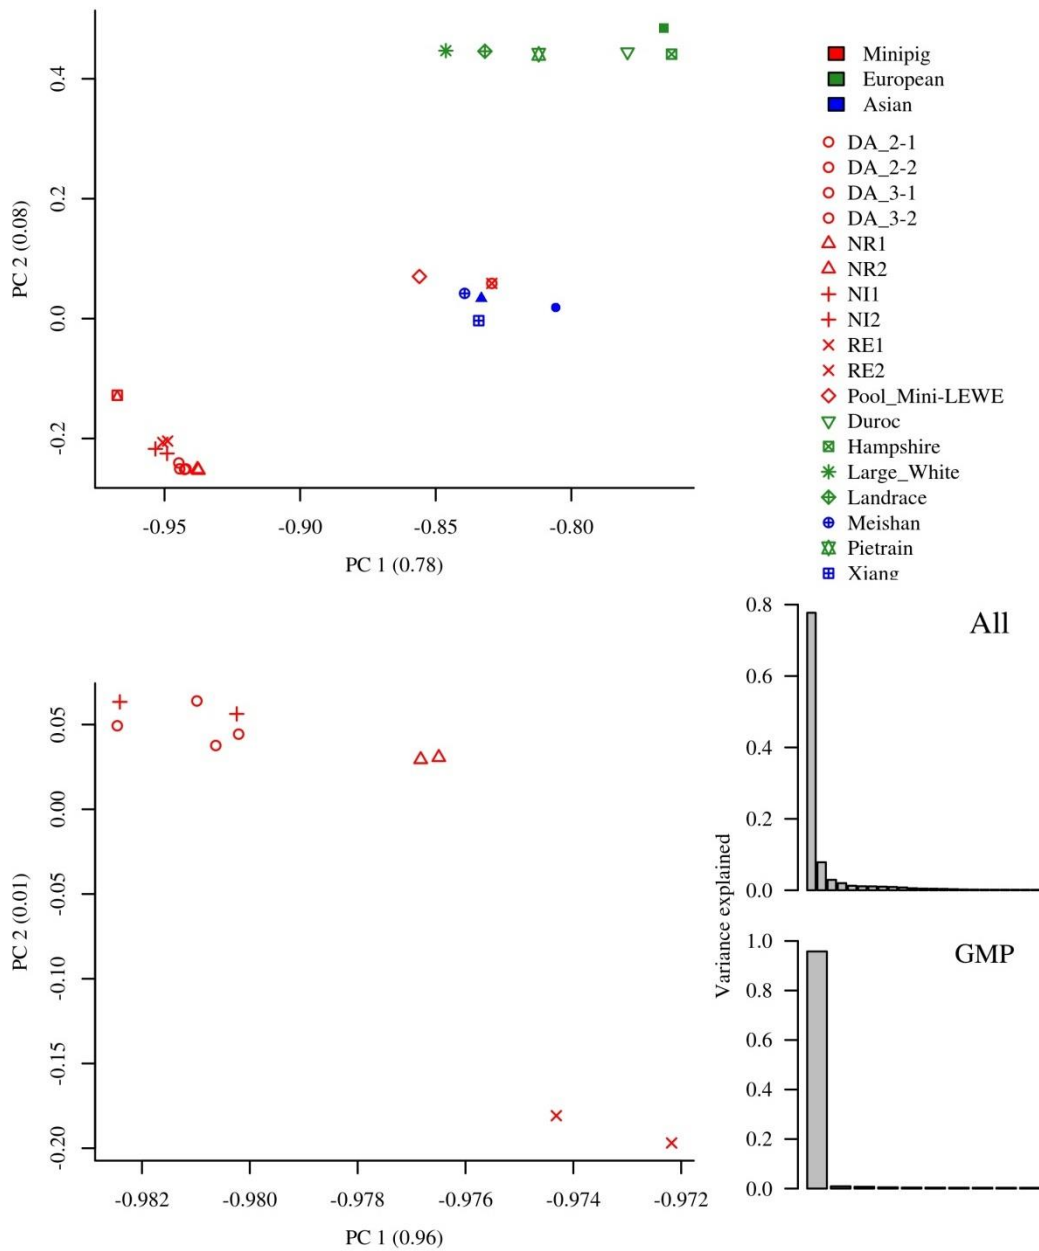 0.4
0.2
0.0
-0.2
PC 2 (0.08)
-0.95
-0.90
-0.85
-0.80
PC 1 (0.78)
Minipig
European
Asian
DA_2-1
DA_2-2
DA_3-1
DA_3-2
NR1
NR2
NI1
NI2
RE1
RE2
Pool_Mini-LEWE
Duroc
Hampshire
Large_White
Landrace
Meishan
Pietrain
Xiang
0.05
0.00
-0.05
-0.10
-0.15
-0.20
PC 2 (0.01)
-0.982
-0.980
-0.978
-0.976
-0.974
-0.972
PC 1 (0.96)
Variance explained
All
0.8
0.6
0.4
0.2
0.0
GMP
1.0
0.8
0.6
0.4
0.2
0.0